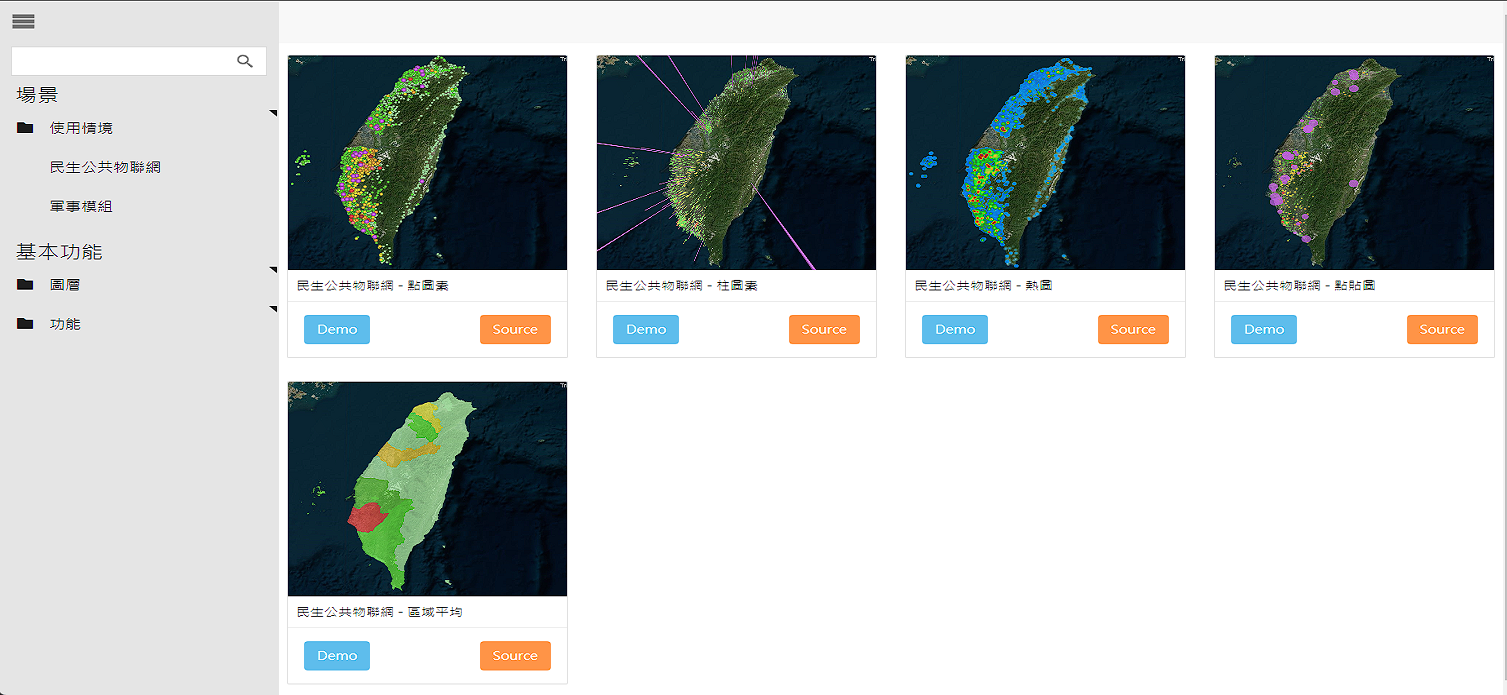 場景
使用情境
民生公共物聯網
軍事模組
基本功能
圖層
功能
民生公共物聯網 - 點圖素
Demo Source
民生公共物聯網 - 柱圖素
Demo Source
民生公共物聯網 - 熱圖
Demo Source
民生公共物聯網 - 點貼圖
Demo Source
民生公共物聯網 - 區域平均
Demo Source